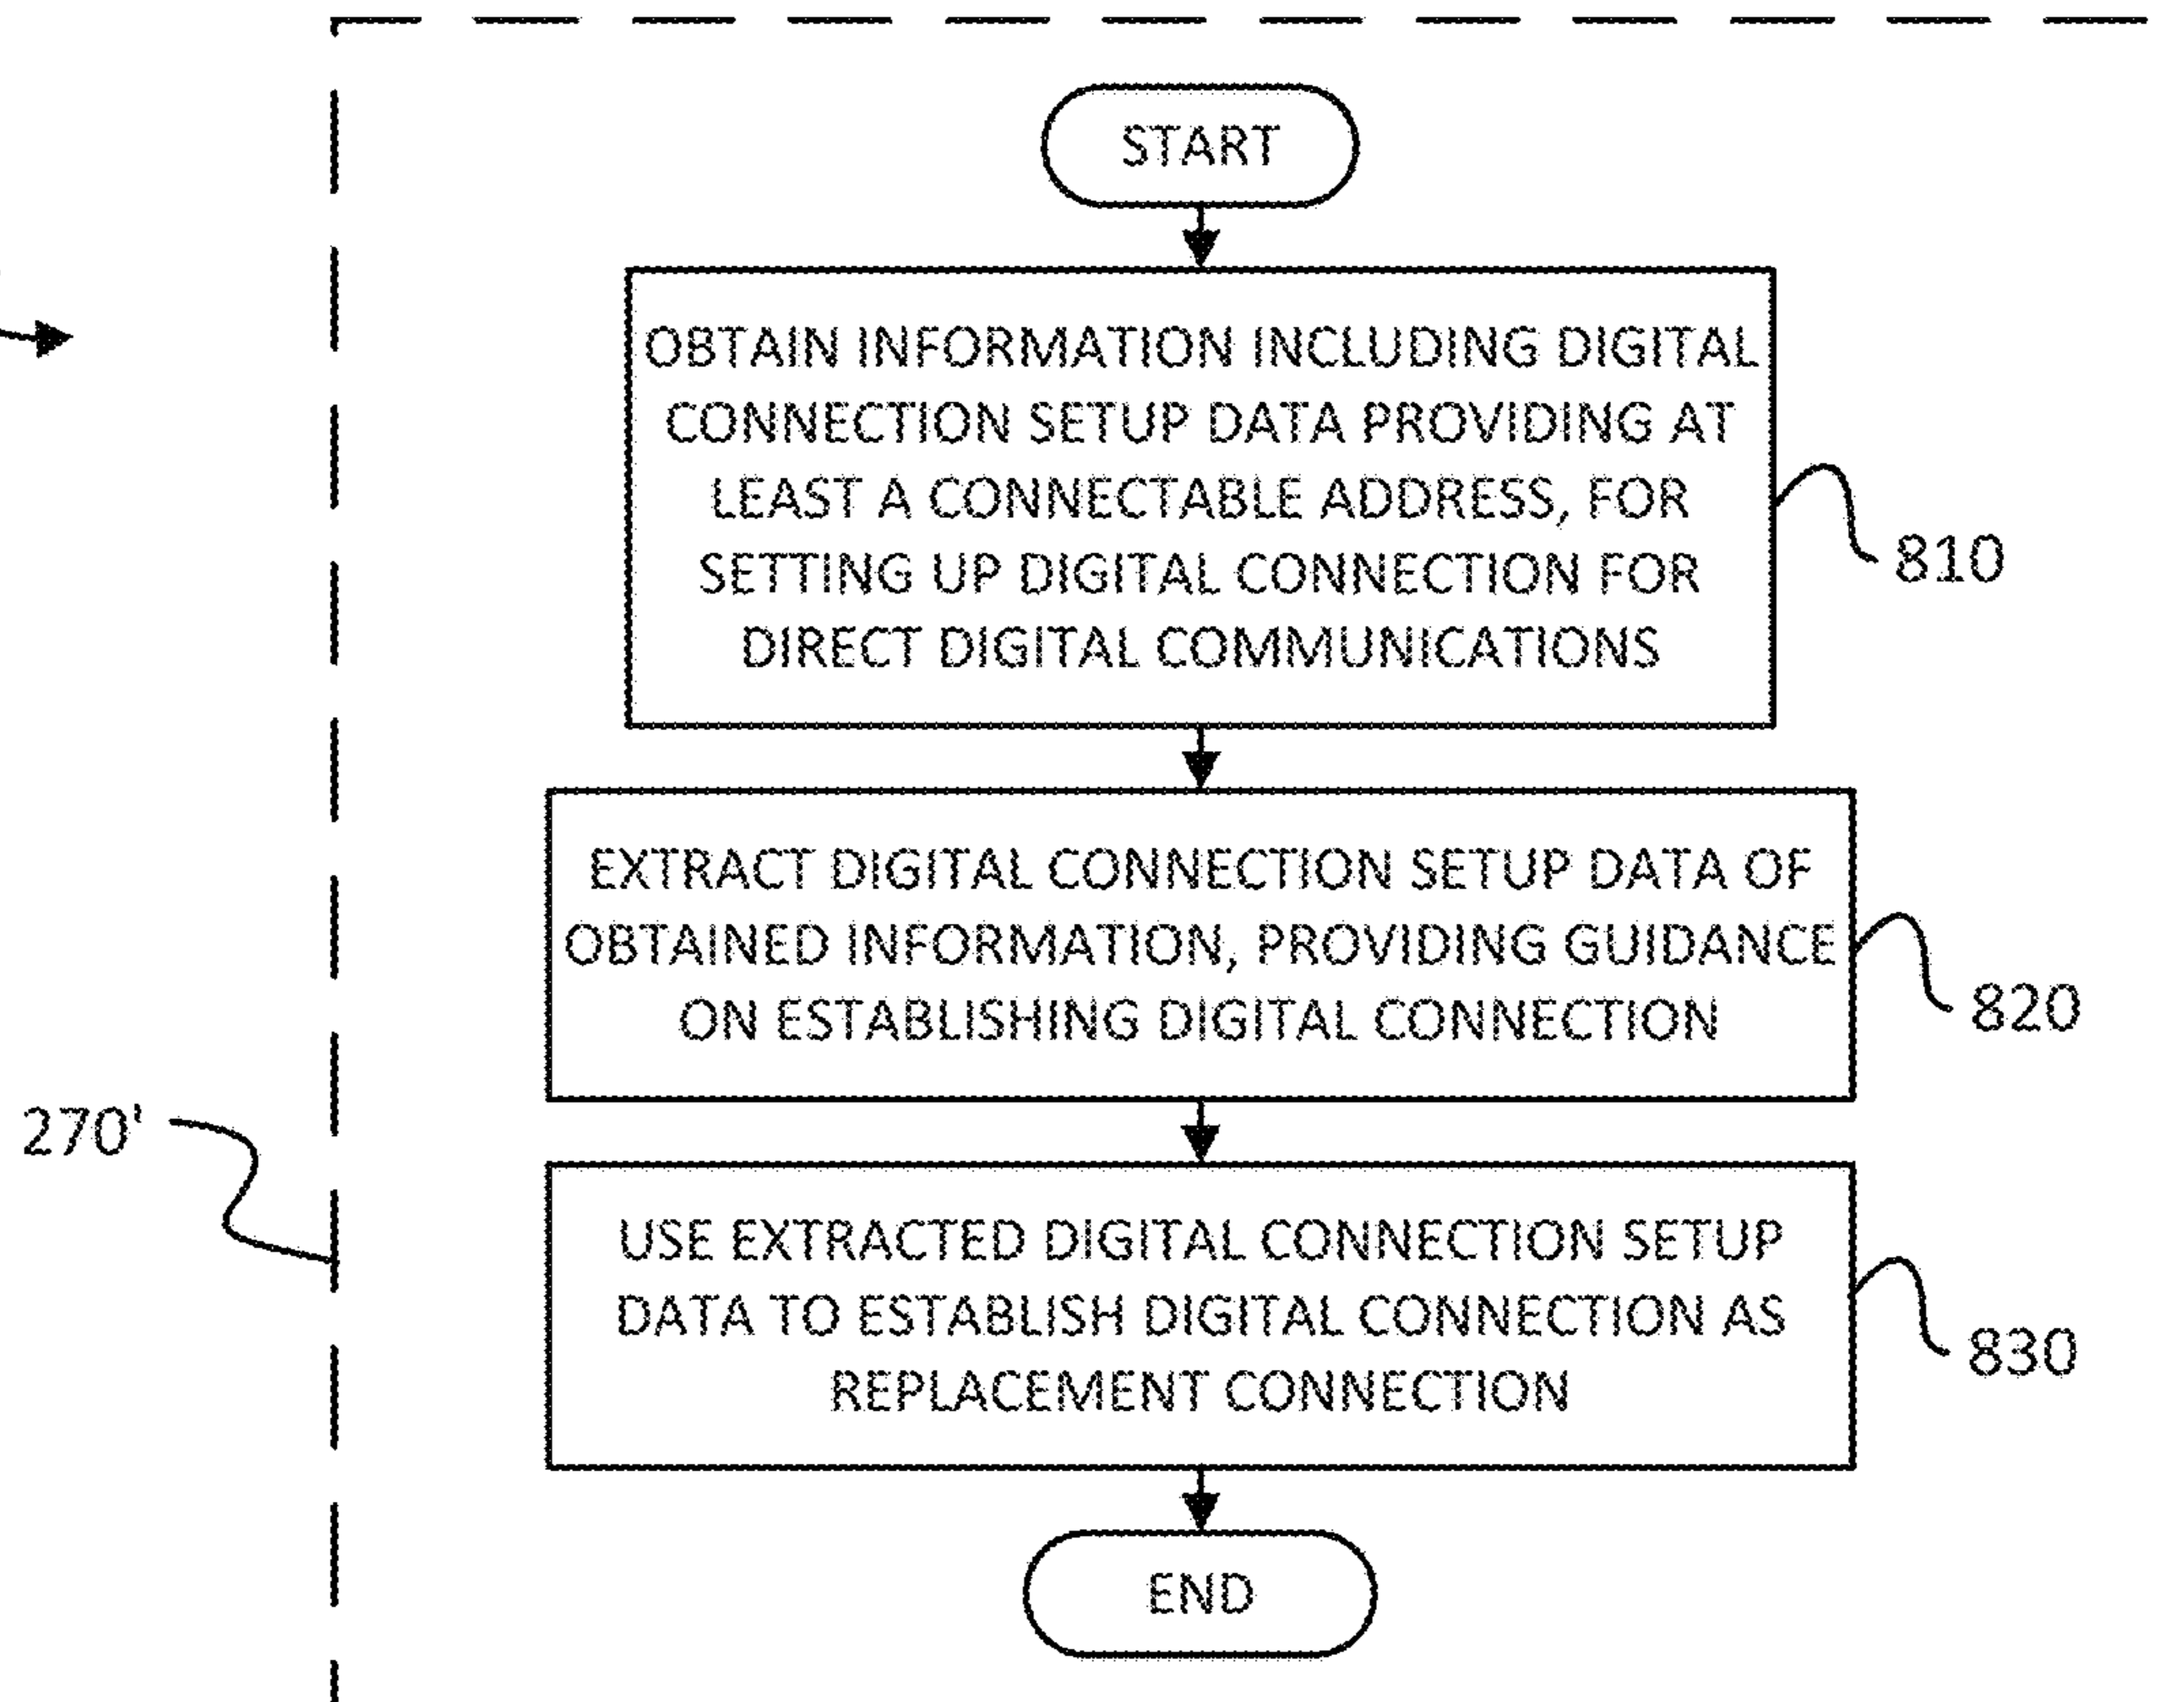 START
OBTAIN INFORMATION INCLUDING DIGITAL
CONNECTION SETUP DATA PROVIDING AT
LEAST A CONNECTABLE ADDRESS, FOR
SETTING UP DIGITAL CONNECTION FOR
DIRECT DIGITAL COMMUNICATIONS
810
EXTRACT DIGITAL CONNECTION SETUP DATA OF
OBTAINED INFORMATION, PROVIDING GUIDANCE
ON ESTABLISHING DIGITAL CONNECTION
820
270'
USE EXTRACTED DIGITAL CONNECTION SETUP
DATA TO ESTABLISH DIGITAL CONNECTION AS
REPLACEMENT CONNECTION
830
END